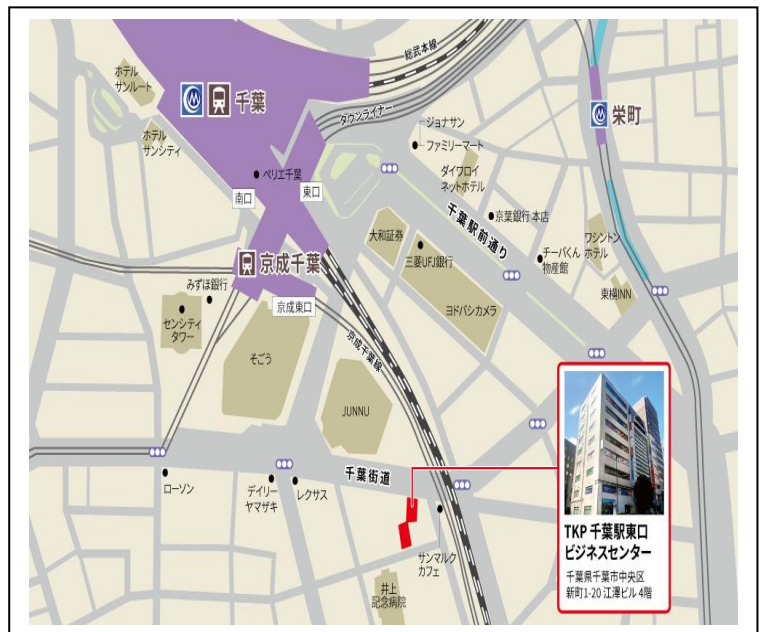 総武本線
ホテル
サンルート
千葉
タウンライナー
ジョナサン
栄町
ホテル
サンシティ
ファミリーマート
ダイワロイ
ネットホテル
ペリエ千葉
南口
東口
千葉駅前通り
京葉銀行 本店
大和証券
ワシントン
ホテル
京成千葉
三菱UFJ銀行
チーバくん
物産館
みずほ銀行
東横INN
京成東口
ヨドバシカメラ
センシティ
タワー
京成千葉線
そごう
JUNNU
千葉街道
ローソン
デイリー
ヤマザキ
レクサス
サンマルク
カフェ
井上
記念病院
TKP 千葉駅東口
ビジネスセンター
千葉県千葉市中央区
新町1-20 江澤ビル 4階